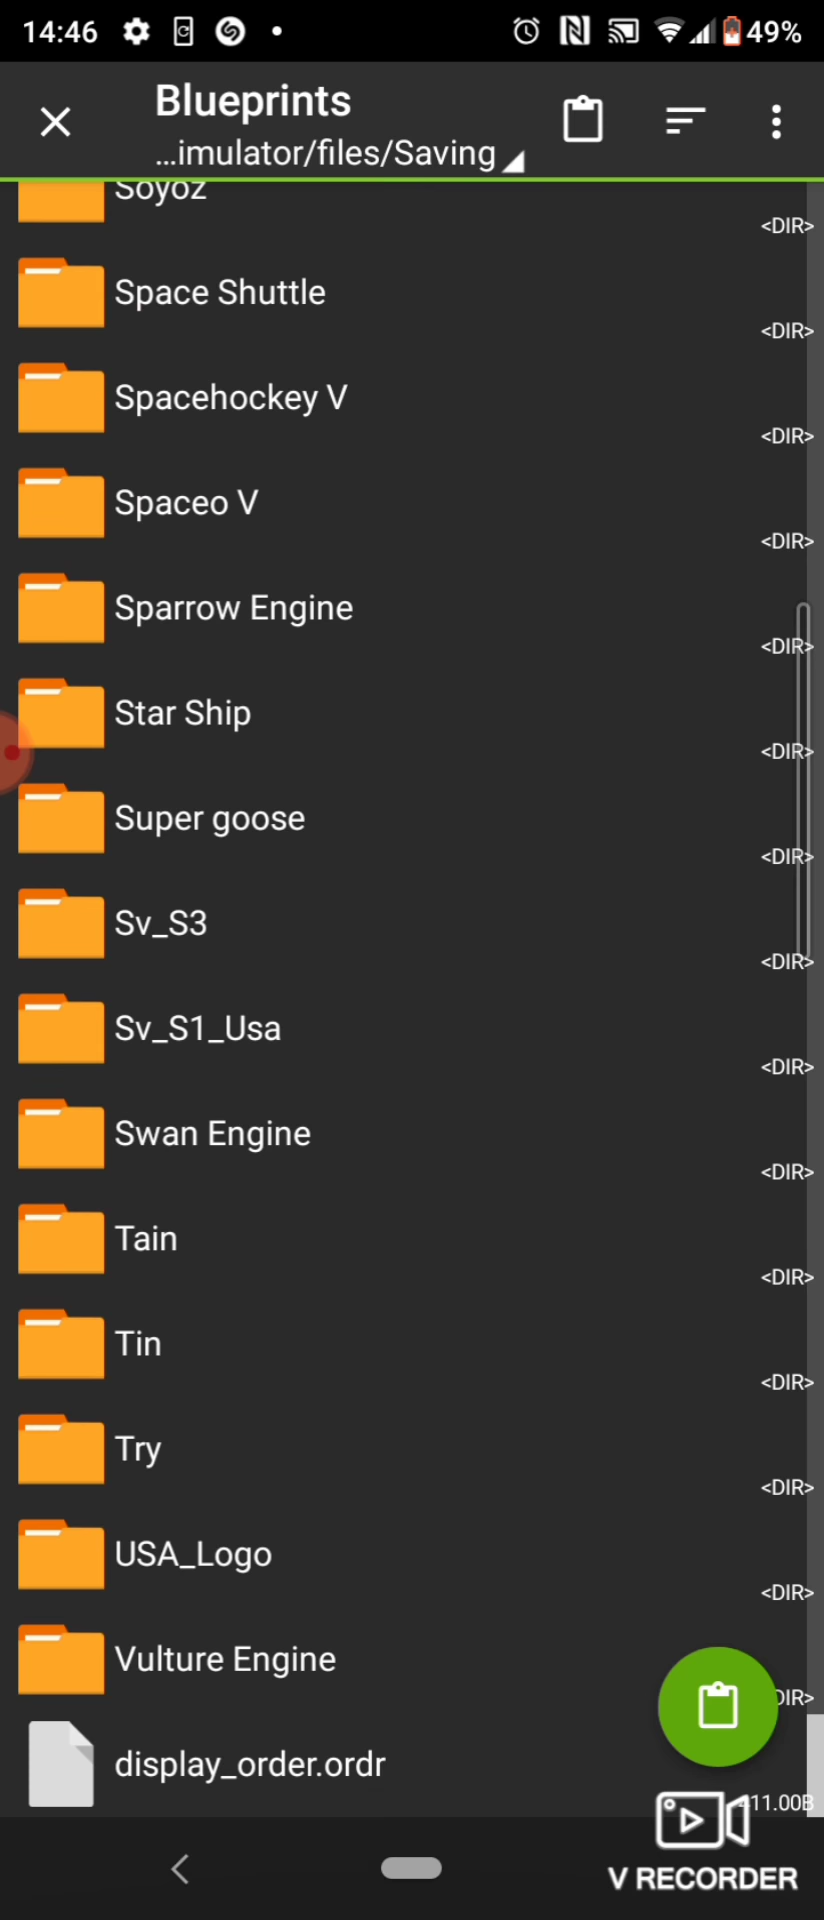 14:46
49%
Blueprints
...imulator/files/Saving
Soyoz
<DIR>
Space Shuttle
<DIR>
Spacehockey V
<DIR>
Spaceo V
<DIR>
Sparrow Engine
<DIR>
Star Ship
<DIR>
Super goose
<DIR>
Sv_S3
<DIR>
Sv_S1_Usa
<DIR>
Swan Engine
<DIR>
Tain
<DIR>
Tin
<DIR>
Try
<DIR>
USA_Logo
<DIR>
Vulture Engine
DIR>
display_order.ordr
V RECORDER